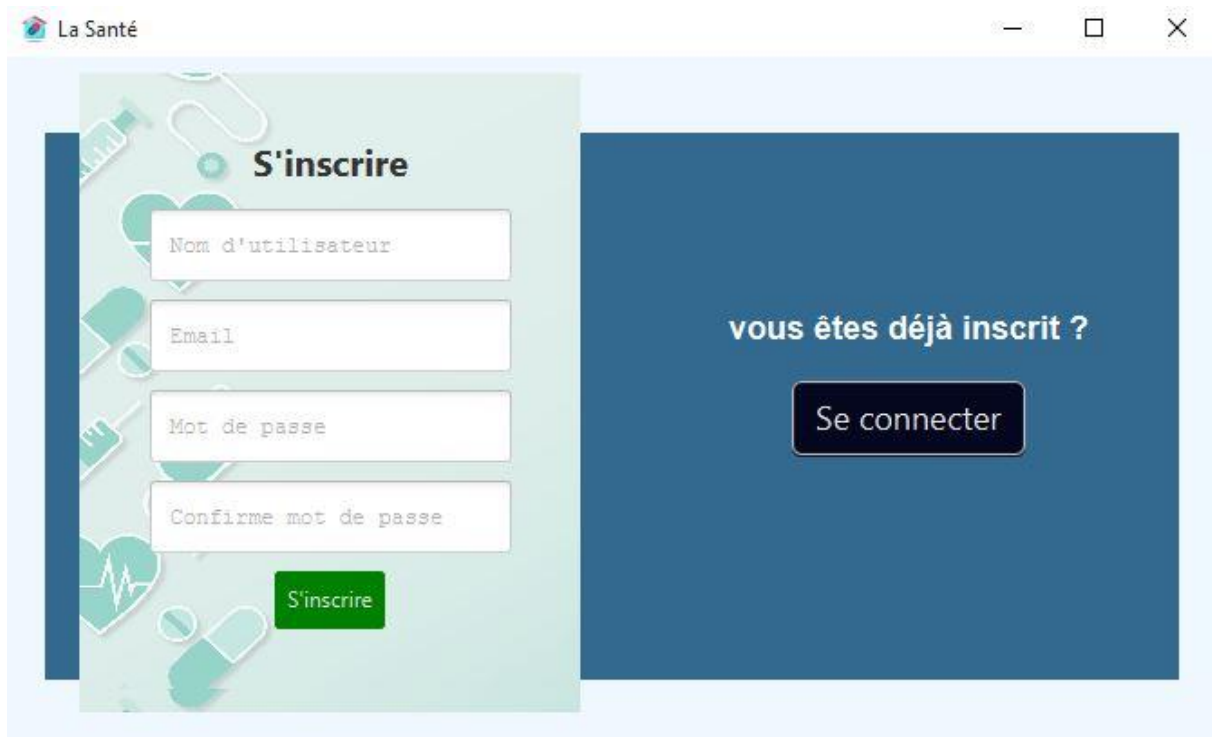 La Santé
S'inscrire
Nom d'utilisateur
Email
Mot de passe
Confirme mot de passe
S'inscrire
vous êtes déjà inscrit ?
Se connecter